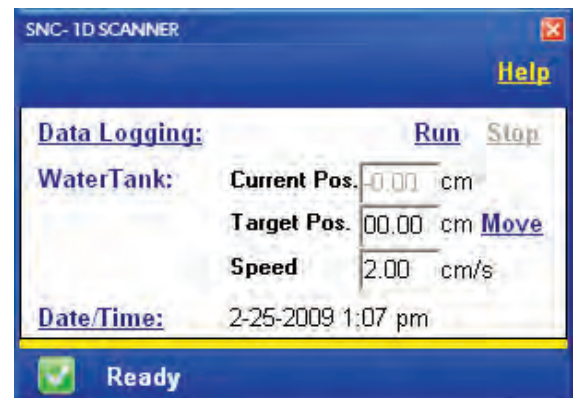 SNC- 1D SCANNER
Help
Data Logging: Run Stop
WaterTank: Current Pos. -0.00 cm
Target Pos. 00.00 cm Move
Speed 2.00 cm/s
Date/Time: 2-25-2009 1:07 pm
Ready